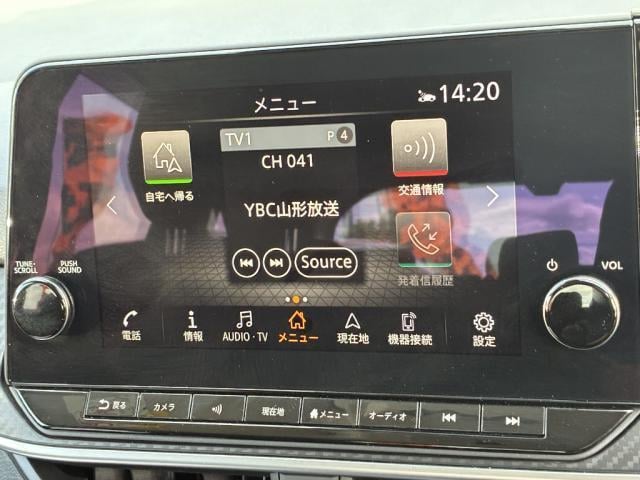 メニュー
14:20
TV1 P 4
CH 041
YBC山形放送
Source
自宅へ帰る
交通情報
発着信履歴
TUNE・SCROLL
PUSH SOUND
VOL
電話 情報 AUDIO・TV メニュー 現在地 機器接続 設定
戻る カメラ 現在地 メニュー オーディオ